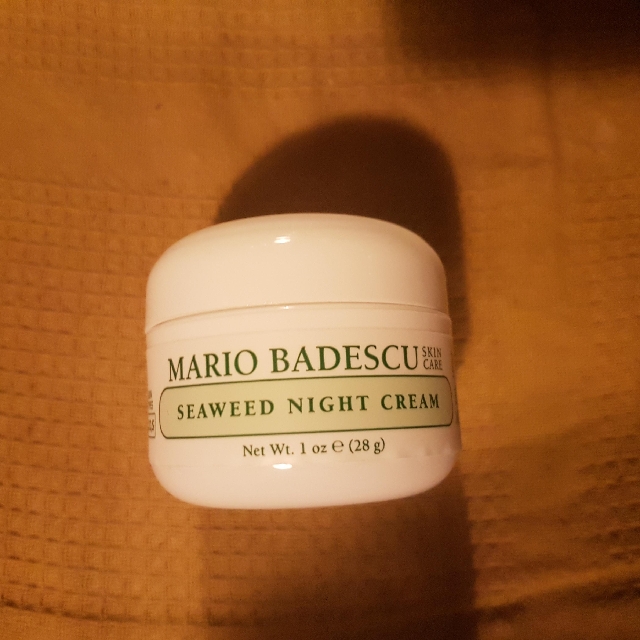 MARIO BADESCU SKIN CARE
SEAWEED NIGHT CREAM
Net Wt. 1 oz ℮ (28 g)